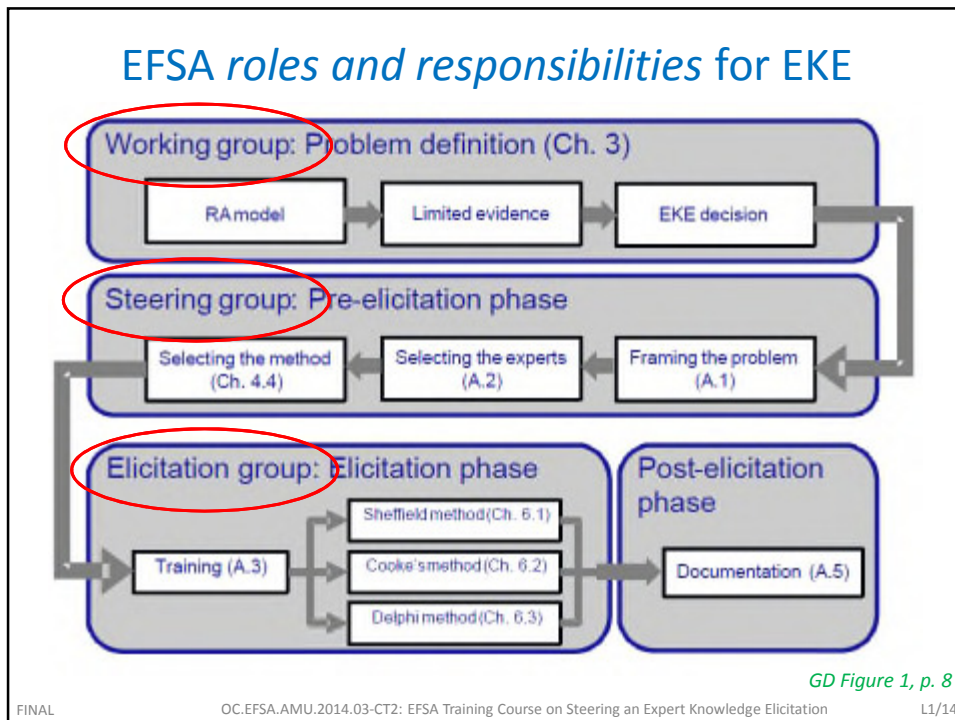 EFSA roles and responsibilities for EKE
Working group: Problem definition (Ch. 3)
RA model
Limited evidence
EKE decision
Steering group: Pre-elicitation phase
Selecting the method
(Ch. 4.4)
Selecting the experts
(A.2)
Framing the problem
(A.1)
Elicitation group: Elicitation phase
Training (A.3)
Sheffield method (Ch. 6.1)
Cooke's method (Ch. 6.2)
Delphi method (Ch. 6.3)
Post-elicitation
phase
Documentation (A.5)
GD Figure 1, p. 8
FINAL
OC.EFSA.AMU.2014.03-CT2: EFSA Training Course on Steering an Expert Knowledge Elicitation
L1/14